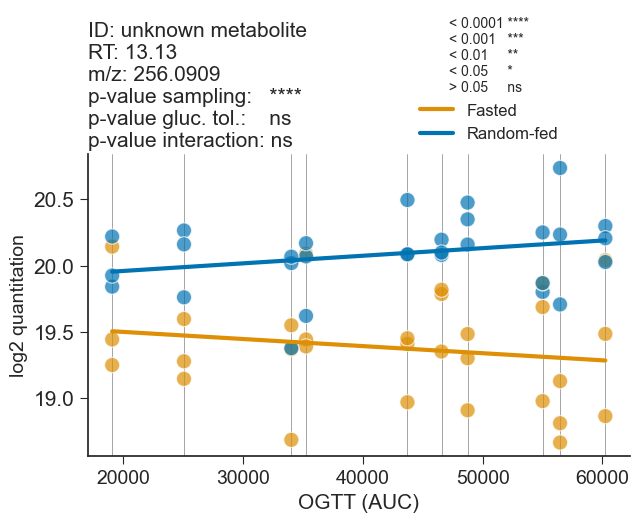 ID: unknown metabolite
RT: 13.13
m/z: 256.0909
p-value sampling: ****
p-value gluc. tol.: ns
p-value interaction: ns
< 0.0001 ****
< 0.001 ***
< 0.01 **
< 0.05 *
> 0.05 ns
Fasted
Random-fed
20.5
20.0
19.5
19.0
log2 quantitation
20000 30000 40000 50000 60000
OGTT (AUC)